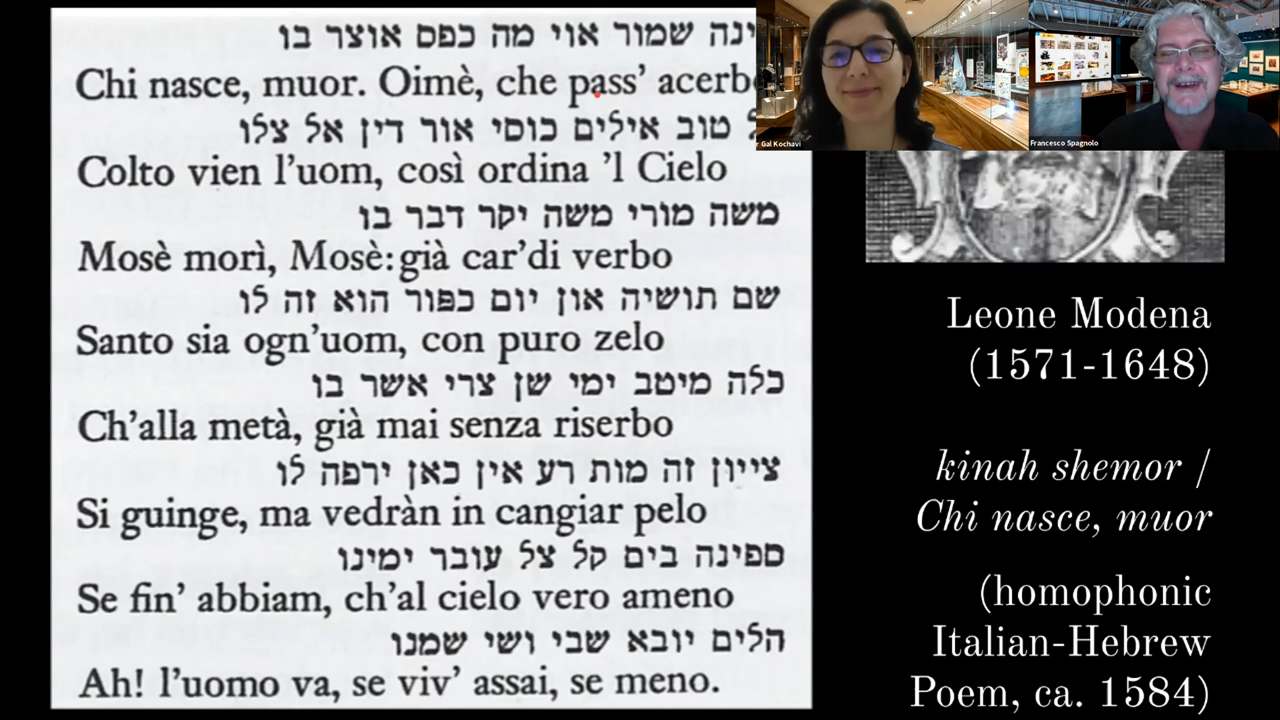 שמור אוי מה כפס אוצר בו
Chi nasce, muor. Oimè, che pass' acerb
טוב אילים כוסי אור דין אל צלו
Colto vien l'uom, così ordina 'l Cielo
משה מורי משה יקר דבר בו
Mosè morì, Mosè: già car'di verbo
שם תושיה און יום כפור הוא זה לו
Santo sia ogn'uom, con puro zelo
כלה מיטב ימי שן צרי אשר בו
Ch'alla metà, già mai senza riserbo
ציון זה מות רע אין כאן ירפה לו
Si guinge, ma vedràn in cangiar pelo
ספינה בים קל צל עובר ימינו
Se fin' abbiam, ch'al cielo vero ameno
הלים יובא שבי ושי שמנו
Ah! l'uomo va, se viv' assai, se meno.
r Gal Kochavi
Francesco Spagnolo
Leone Modena
(1571-1648)
kinah shemor /
Chi nasce, muor
(homophonic
Italian-Hebrew
Poem, ca. 1584)